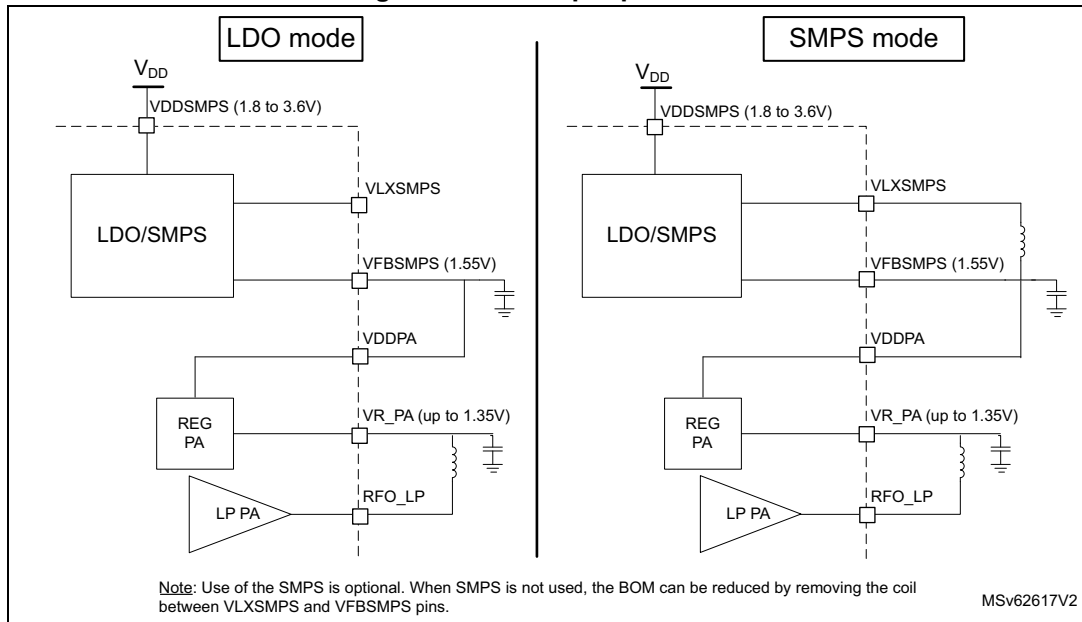 LDO mode
VDD
VDDSMPS (1.8 to 3.6V)
VLXSMPS
LDO/SMPS
VFBSMPS (1.55V)
VDDPA
REG
PA
VR_PA (up to 1.35V)
RFO_LP
LP PA
SMPS mode
VDD
VDDSMPS (1.8 to 3.6V)
VLXSMPS
LDO/SMPS
VFBSMPS (1.55V)
VDDPA
REG
PA
VR_PA (up to 1.35V)
RFO_LP
LP PA
Note: Use of the SMPS is optional. When SMPS is not used, the BOM can be reduced by removing the coil
between VLXSMPS and VFBSMPS pins.
MSv62617V2